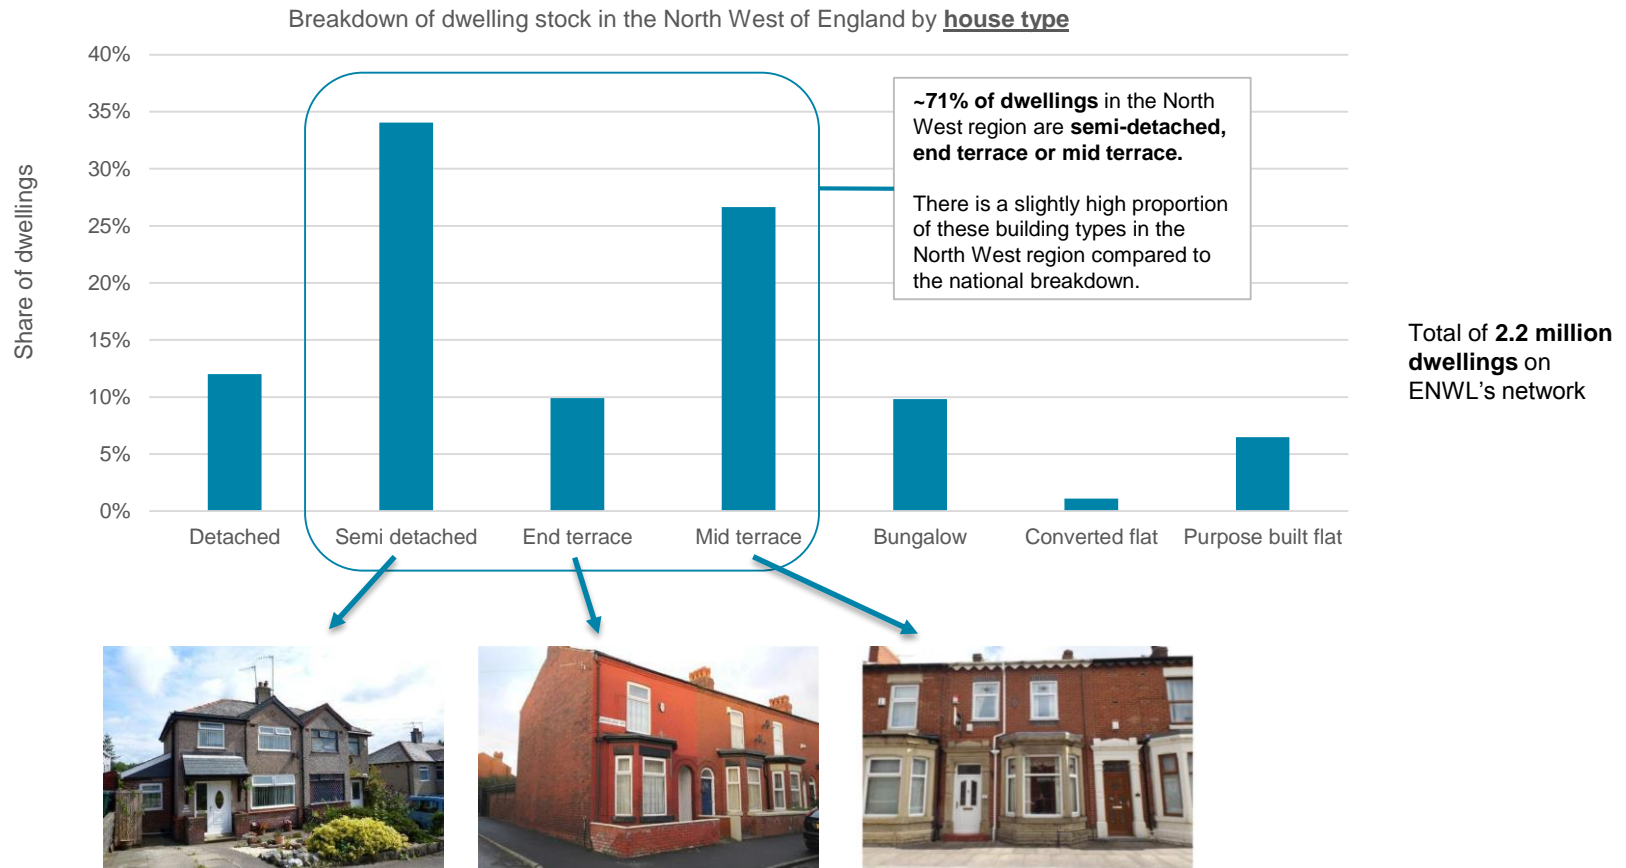 Breakdown of dwelling stock in the North West of England by house type
Share of dwellings
40%
35%
30%
25%
20%
15%
10%
5%
0%
Detached
Semi detached
End terrace
Mid terrace
Bungalow
Converted flat
Purpose built flat
~71% of dwellings in the North
West region are semi-detached,
end terrace or mid terrace.
There is a slightly high proportion
of these building types in the
North West region compared to
the national breakdown.
Total of 2.2 million
dwellings on
ENWL's network